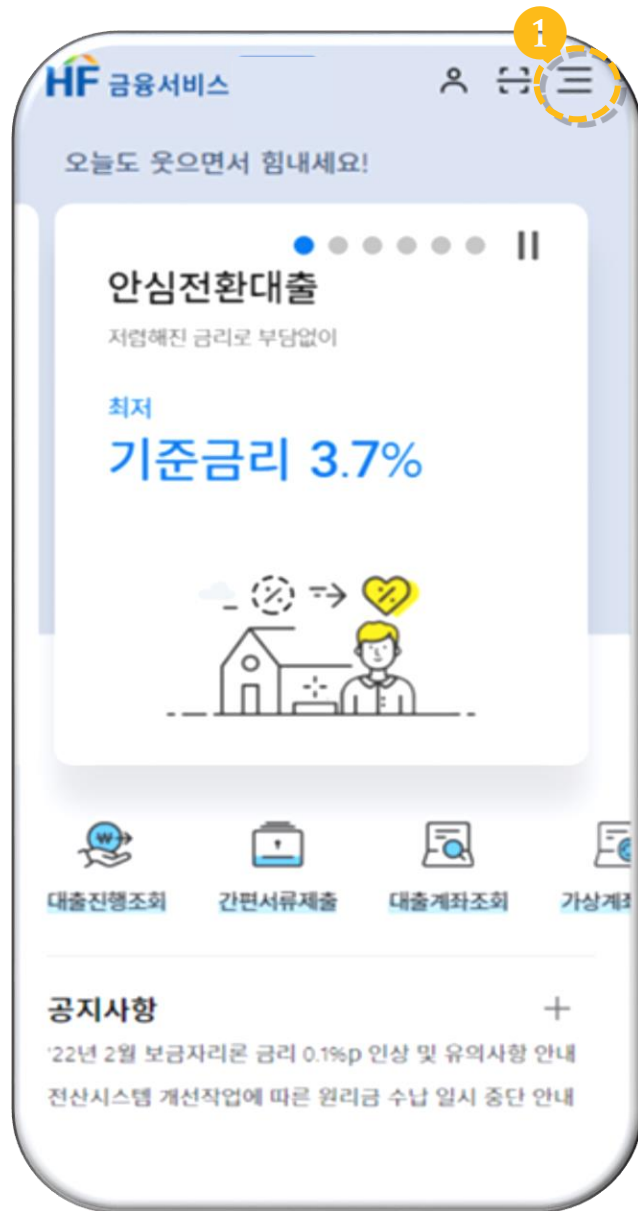 1
HF 금융서비스
오늘도 웃으면서 힘내세요!
안심전환대출
저렴해진 금리로 부담없이
최저
기준금리 3.7%
대출진행조회 간편서류제출 대출계좌조회 가상계좌
공지사항
'22년 2월 보금자리론 금리 0.1%p 인상 및 유의사항 안내
전산시스템 개선작업에 따른 원리금 수납 일시 중단 안내